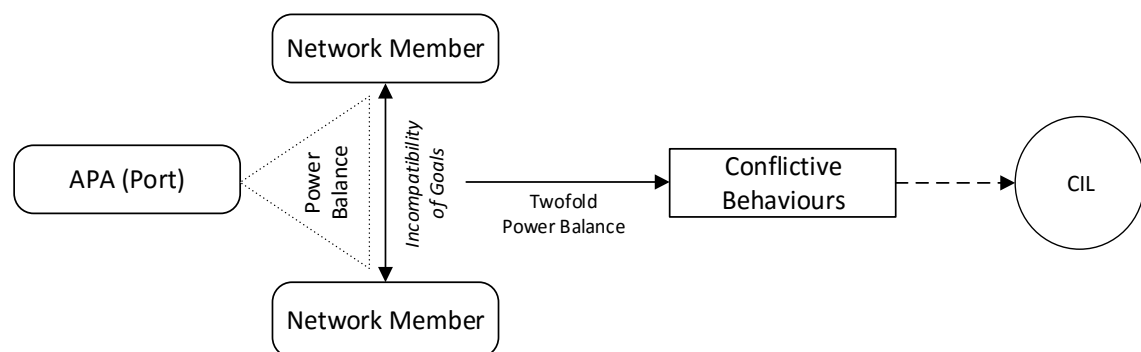 Network Member
APA (Port)
Power
Balance
Incompatibility
of Goals
Twofold
Power Balance
Conflictive
Behaviours
CIL
Network Member